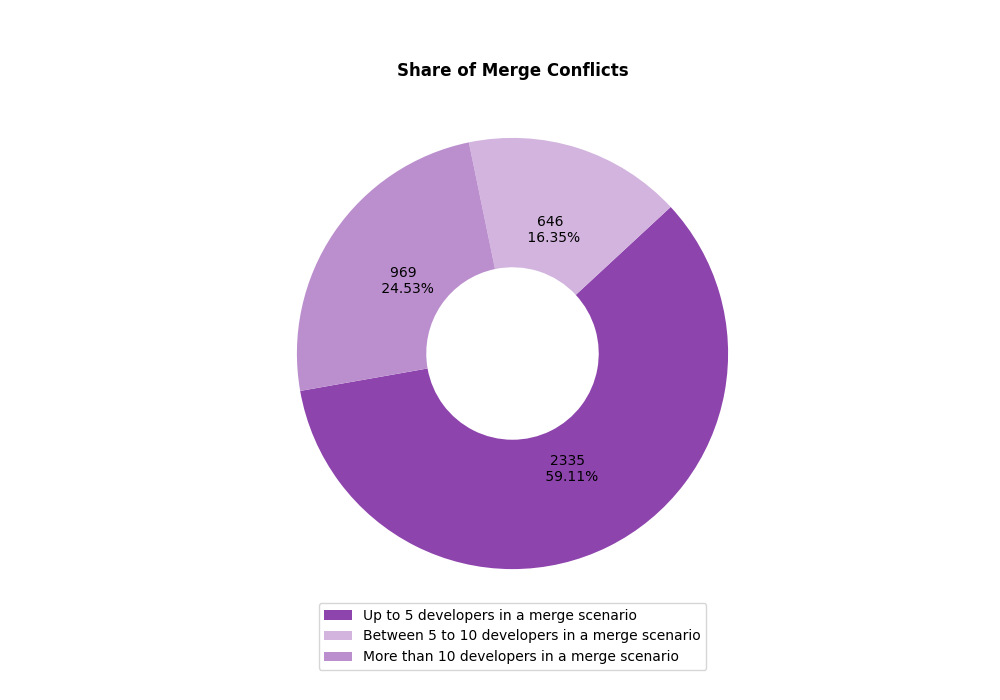 Share of Merge Conflicts
646
16.35%
969
24.53%
2335
59.11%
Up to 5 developers in a merge scenario
Between 5 to 10 developers in a merge scenario
More than 10 developers in a merge scenario